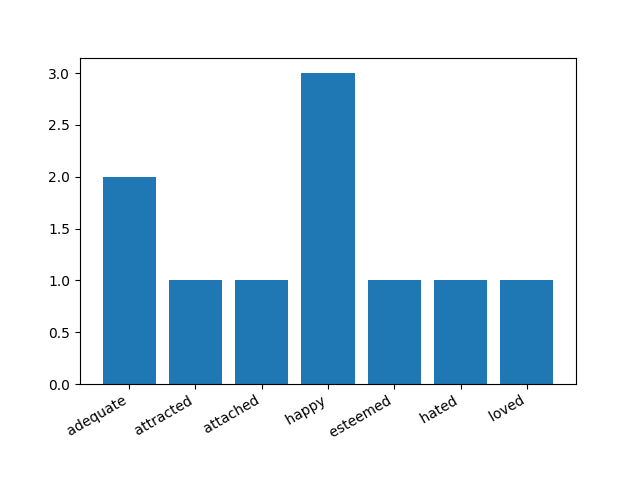 3.0
2.5
2.0
1.5
1.0
0.5
0.0
adequate
attracted
attached
happy
esteemed
hated
loved